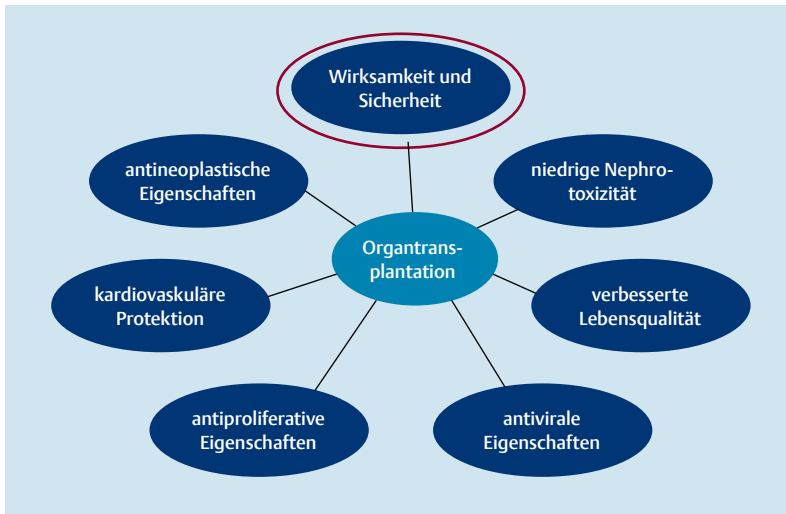 Wirksamkeit und
Sicherheit
antineoplastische
Eigenschaften
niedrige Nephro-
toxizität
Organtrans-
plantation
kardiovaskuläre
Protektion
verbesserte
Lebensqualität
antiproliferative
Eigenschaften
antivirale
Eigenschaften